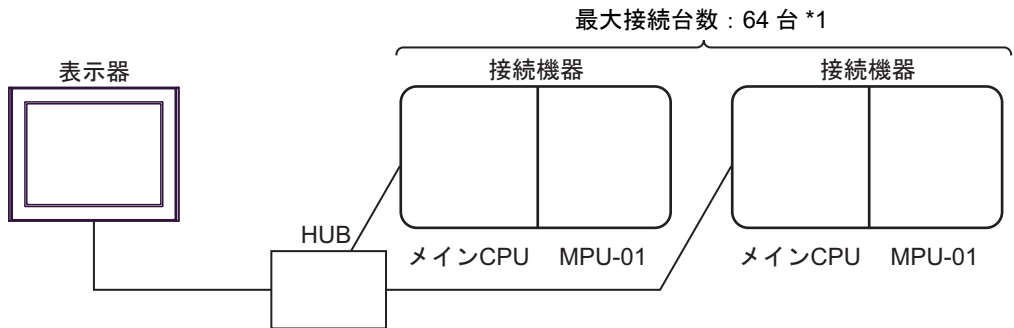 最大接続台数：64 台 *1
表示器
接続機器
接続機器
HUB
メインCPU
MPU-01
メインCPU
MPU-01